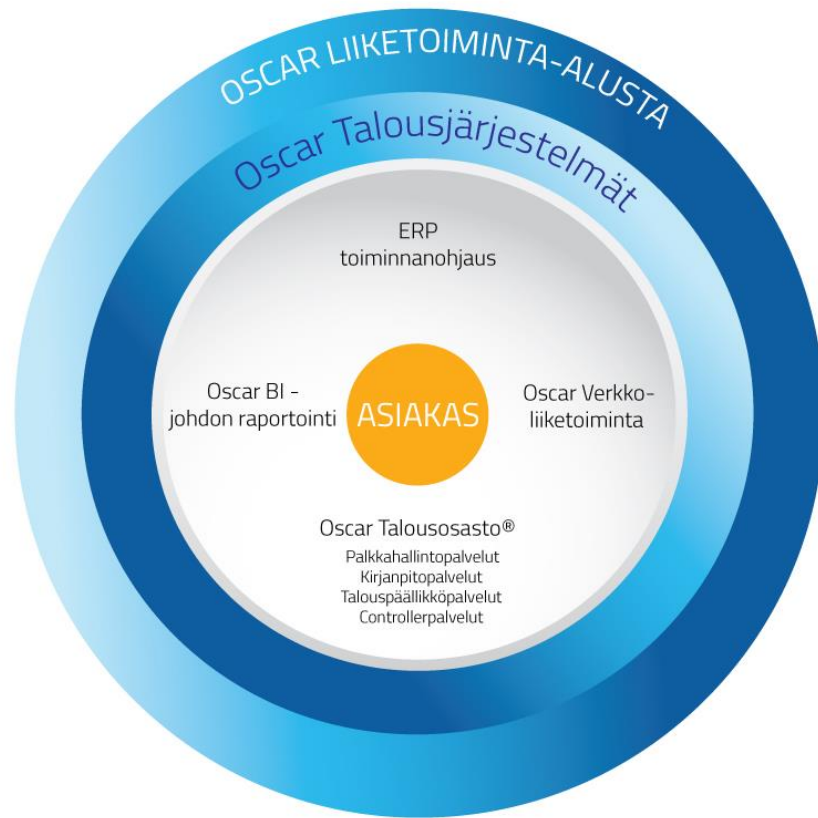 OSCAR LIIKETOIMINTA-ALUSTA
Oscar Talousjärjestelmät
ERP
toiminnanohjaus
Oscar BI -
johdon raportointi
ASIAKAS
Oscar Verkko-
liiketoiminta
Oscar Talousosasto®
Palkkahallintopalvelut
Kirjanpitopalvelut
Talouspäällikköpalvelut
Controllerpalvelut